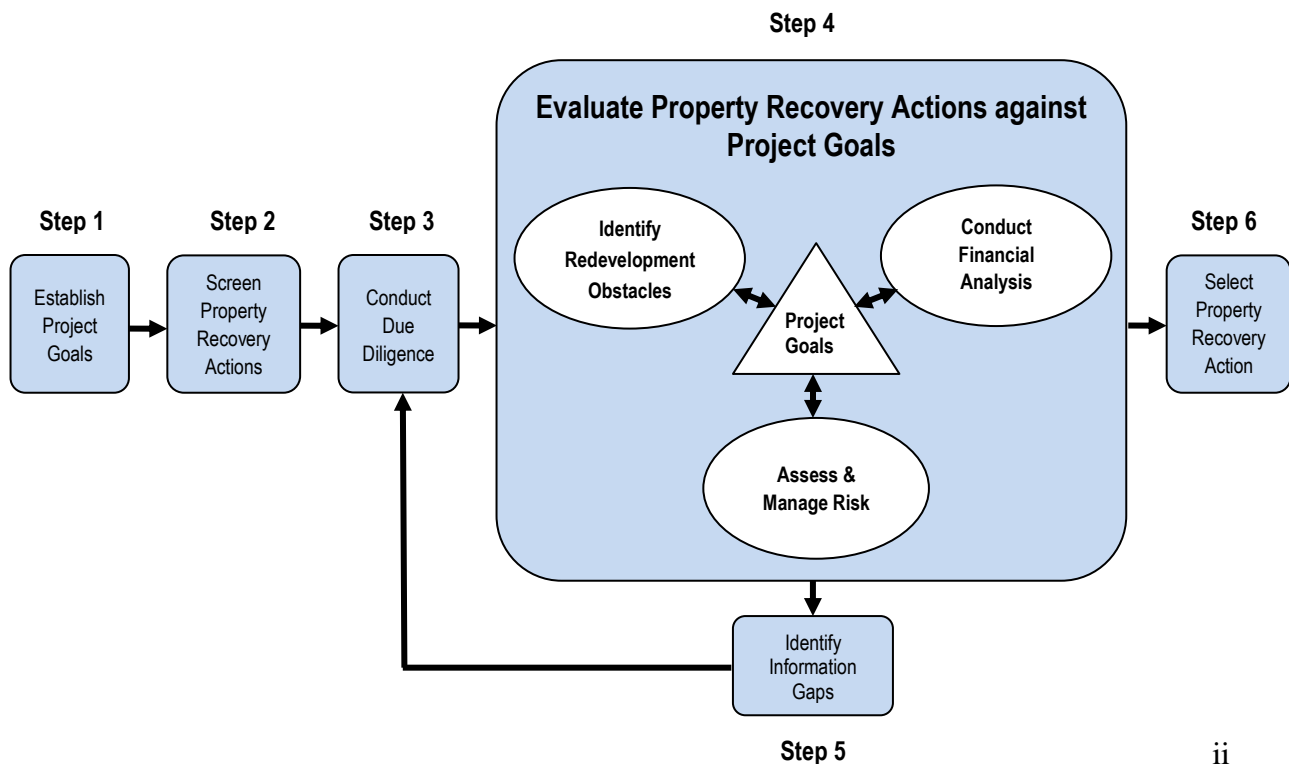 Step 4
Evaluate Property Recovery Actions against
Project Goals
Step 1
Establish
Project
Goals
Step 2
Screen
Property
Recovery
Actions
Step 3
Conduct
Due
Diligence
Identify
Redevelopment
Obstacles
Conduct
Financial
Analysis
Project
Goals
Assess &
Manage Risk
Step 6
Select
Property
Recovery
Action
Identify
Information
Gaps
Step 5
ii